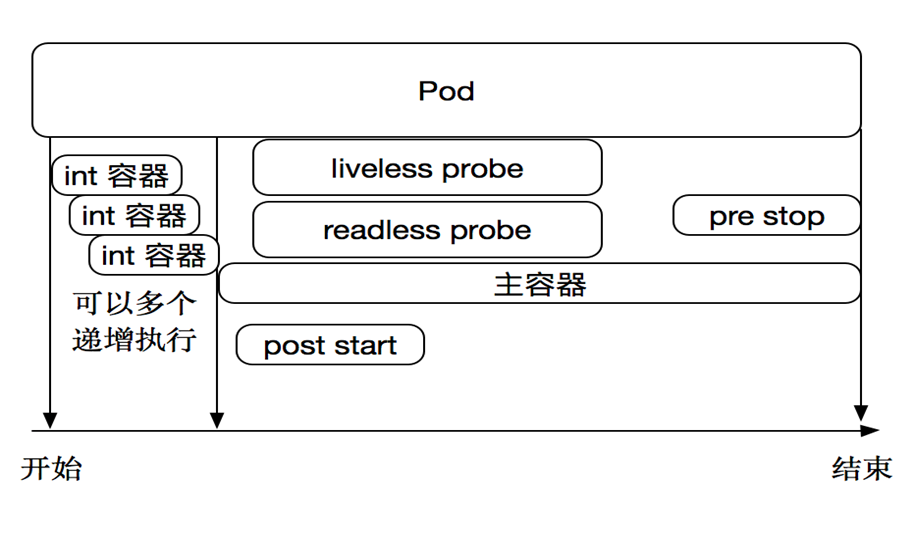 Pod
int 容器
int 容器
int 容器
可以多个
递增执行
liveless probe
readless probe
pre stop
主容器
post start
开始
结束